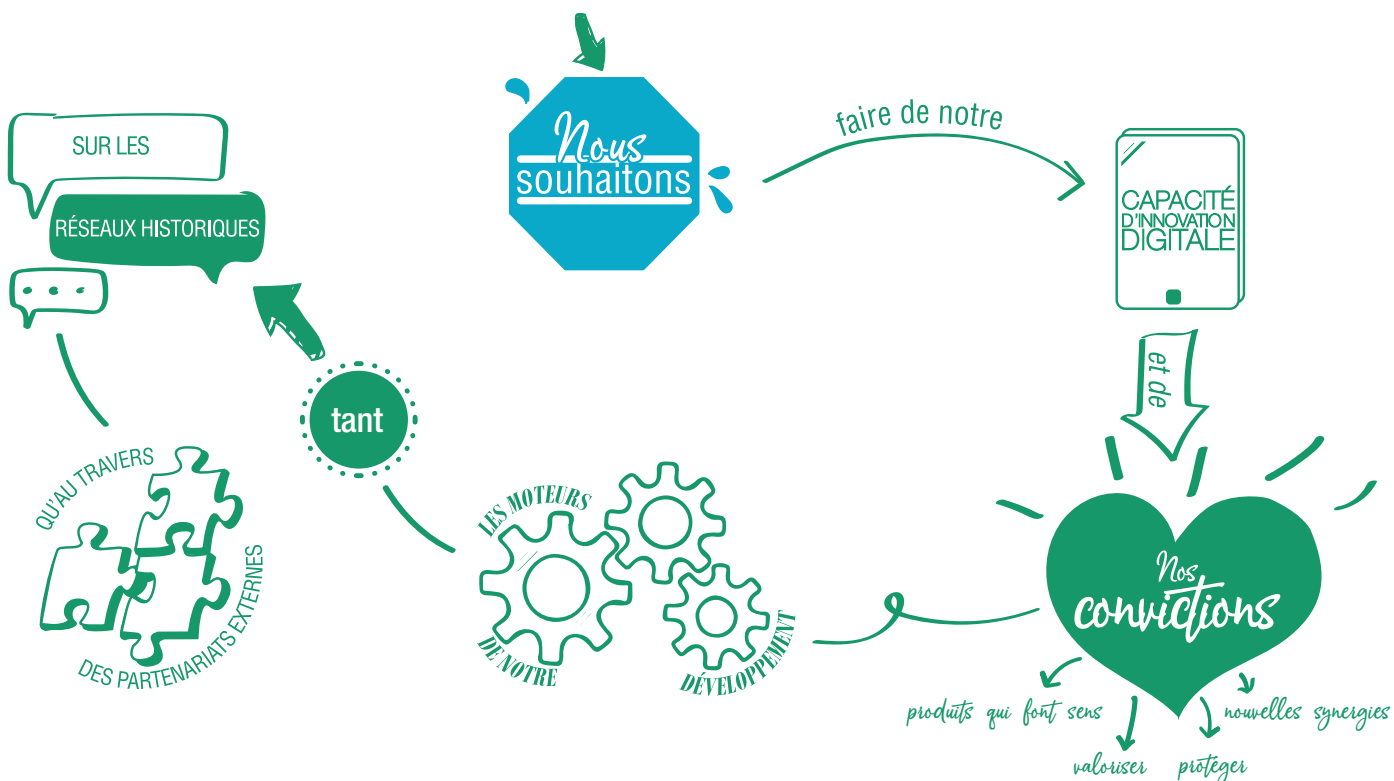 Nous
souhaitons
faire de notre
CAPACITÉ
D'INNOVATION
DIGITALE
et de
Nos
convictions
produits qui font sens
valoriser
protéger
nouvelles synergies
LES MOTEURS
DE NOTRE
DÉVELOPPEMENT
tant
SUR LES
RÉSEAUX HISTORIQUES
QU'AU TRAVERS
DES PARTENARIATS EXTERNES